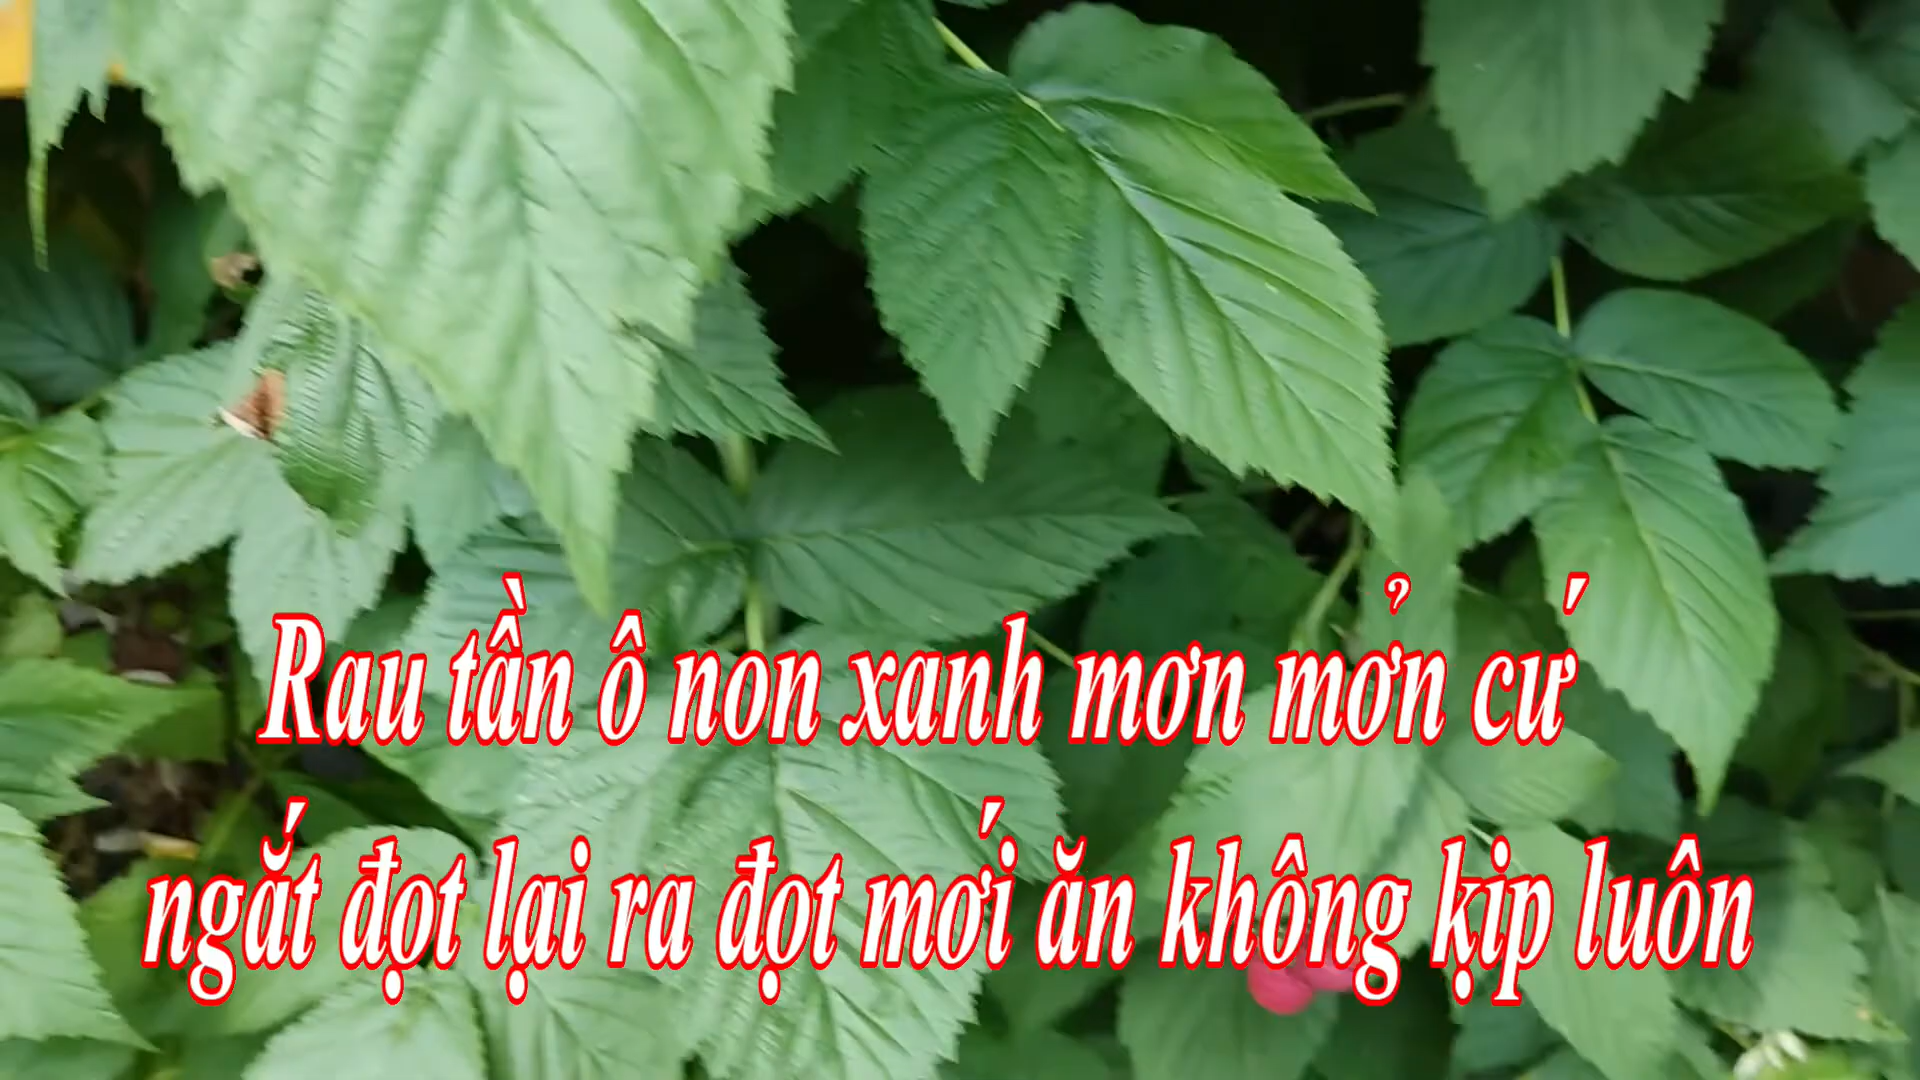 Rau tần ô non xanh mơn mởn cứ
ngắt đọt lại ra đọt mới ăn không kịp luôn